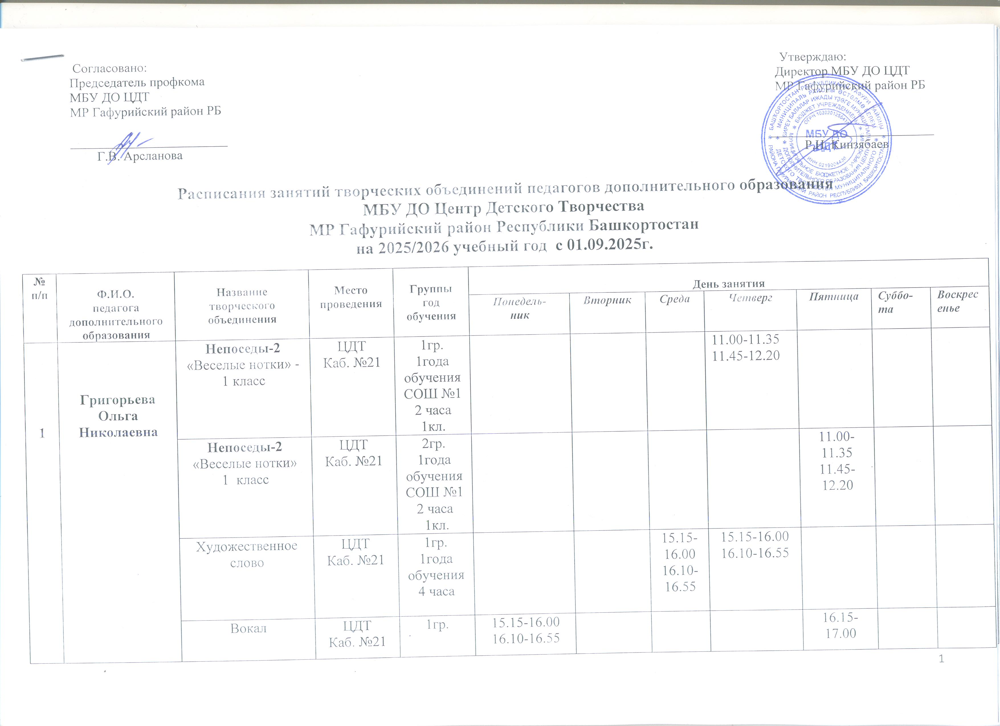 Согласовано:
Председатель профкома
МБУ ДО ЦДТ
МР Гафурийский район РБ
Г.В. Арсланова
Утверждаю:
Директор МБУ ДО ЦДТ
МР Гафурийский район РБ
Р.Н. Кинзябаев
МБУ ДО
ЦДТ
ИНН 0219004430
Расписания занятий творческих объединений педагогов дополнительного образования
МБУ ДО Центр Детского Творчества
МР Гафурийский район Республики Башкортостан
на 2025/2026 учебный год с 01.09.2025г.
№
п/п
Ф.И.О.
педагога
дополнительного
образования
Название
творческого
объединения
Место
проведения
Группы
год
обучения
День занятия
Понедель-
ник
Вторник
Среда
Четверг
Пятница
Суббо-
та
Воскрес
енье
1
Григорьева
Ольга
Николаевна
Непоседы-2
«Веселые нотки» -
1 класс
ЦДТ
Каб. №21
1гр.
1года
обучения
СОШ №1
2 часа
1кл.
11.00-11.35
11.45-12.20
Непоседы-2
«Веселые нотки»
1 класс
ЦДТ
Каб. №21
2гр.
1года
обучения
СОШ №1
2 часа
1кл.
11.00-
11.35
11.45-
12.20
Художественное
слово
ЦДТ
Каб. №21
1гр.
1года
обучения
4 часа
15.15-
16.00
16.10-
16.55
15.15-16.00
16.10-16.55
Вокал
ЦДТ
Каб. №21
1гр.
15.15-16.00
16.10-16.55
16.15-
17.00
1